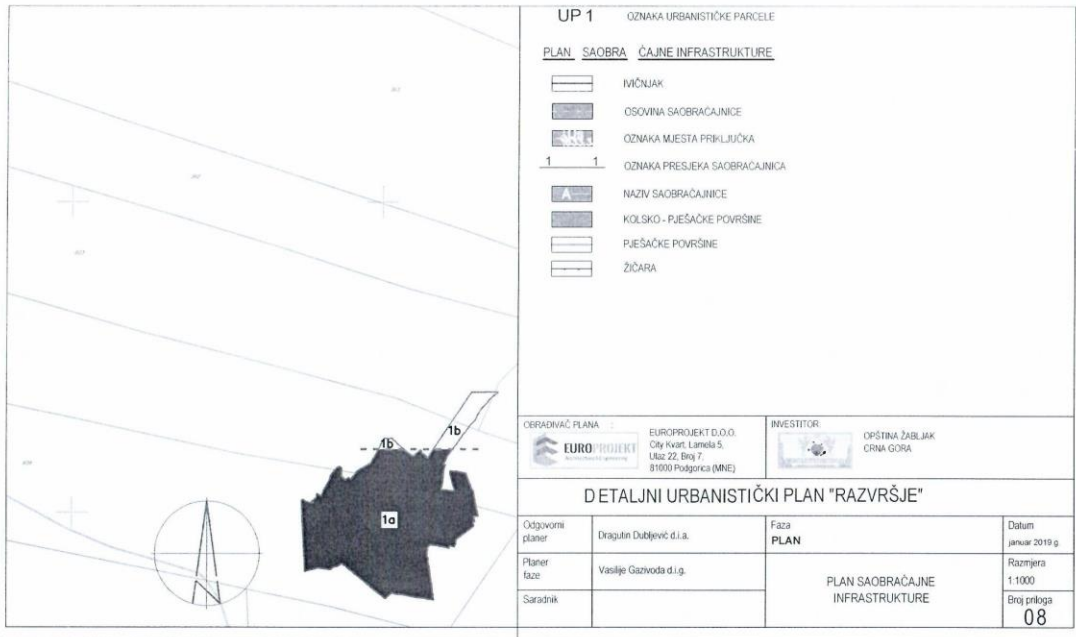 UP 1 OZNAKA URBANISTIČKE PARCELE
PLAN SAOBRA ČAJNE INFRASTRUKTURE
IVIČNJAK
OSOVINA SAOBRAĆAJNICE
OZNAKA MJESTA PRIKLJUČKA
1 1 OZNAKA PRESJEKA SAOBRAĆAJNICA
A NAZIV SAOBRAĆAJNICE
KOLSKO - PJEŠAČKE POVRŠINE
PJEŠAČKE POVRŠINE
ŽIČARA
1b
1b
1a
OBRAĐIVAČ PLANA :
EUROPROJEKT
EUROPROJEKT D.O.O.
City Kvart, Lamela 5,
Ulaz 22, Broj 7,
81000 Podgorica (MNE)
INVESTITOR:
OPŠTINA ŽABLJAK
CRNA GORA
DETALJNI URBANISTIČKI PLAN "RAZVRŠJE"
Odgovorni
planer
Dragutin Dubljević d.i.a.
Faza
PLAN
Datum
januar 2019 g.
Planer
faze
Vasilije Gazivoda d.i.g.
PLAN SAOBRAČAJNE
INFRASTRUKTURE
Razmjera
1:1000
Saradnik
Broj priloga
08